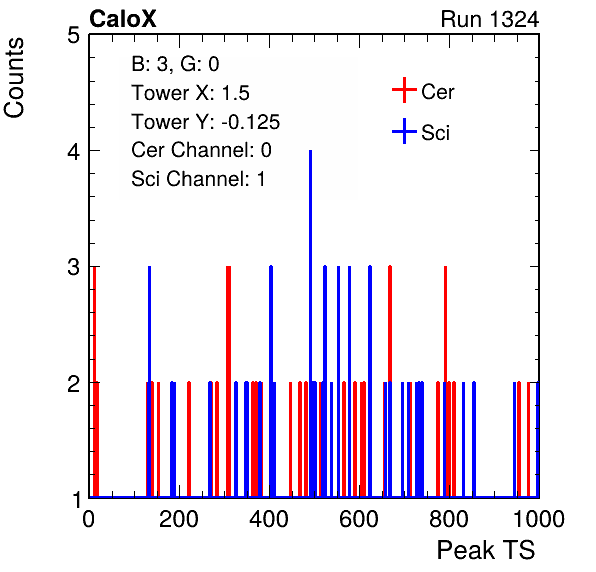 CaloX Run 1324
Counts
B: 3, G: 0
Tower X: 1.5
Tower Y: -0.125
Cer Channel: 0
Sci Channel: 1
Cer
Sci
5
4
3
2
1
0 200 400 600 800 1000
Peak TS